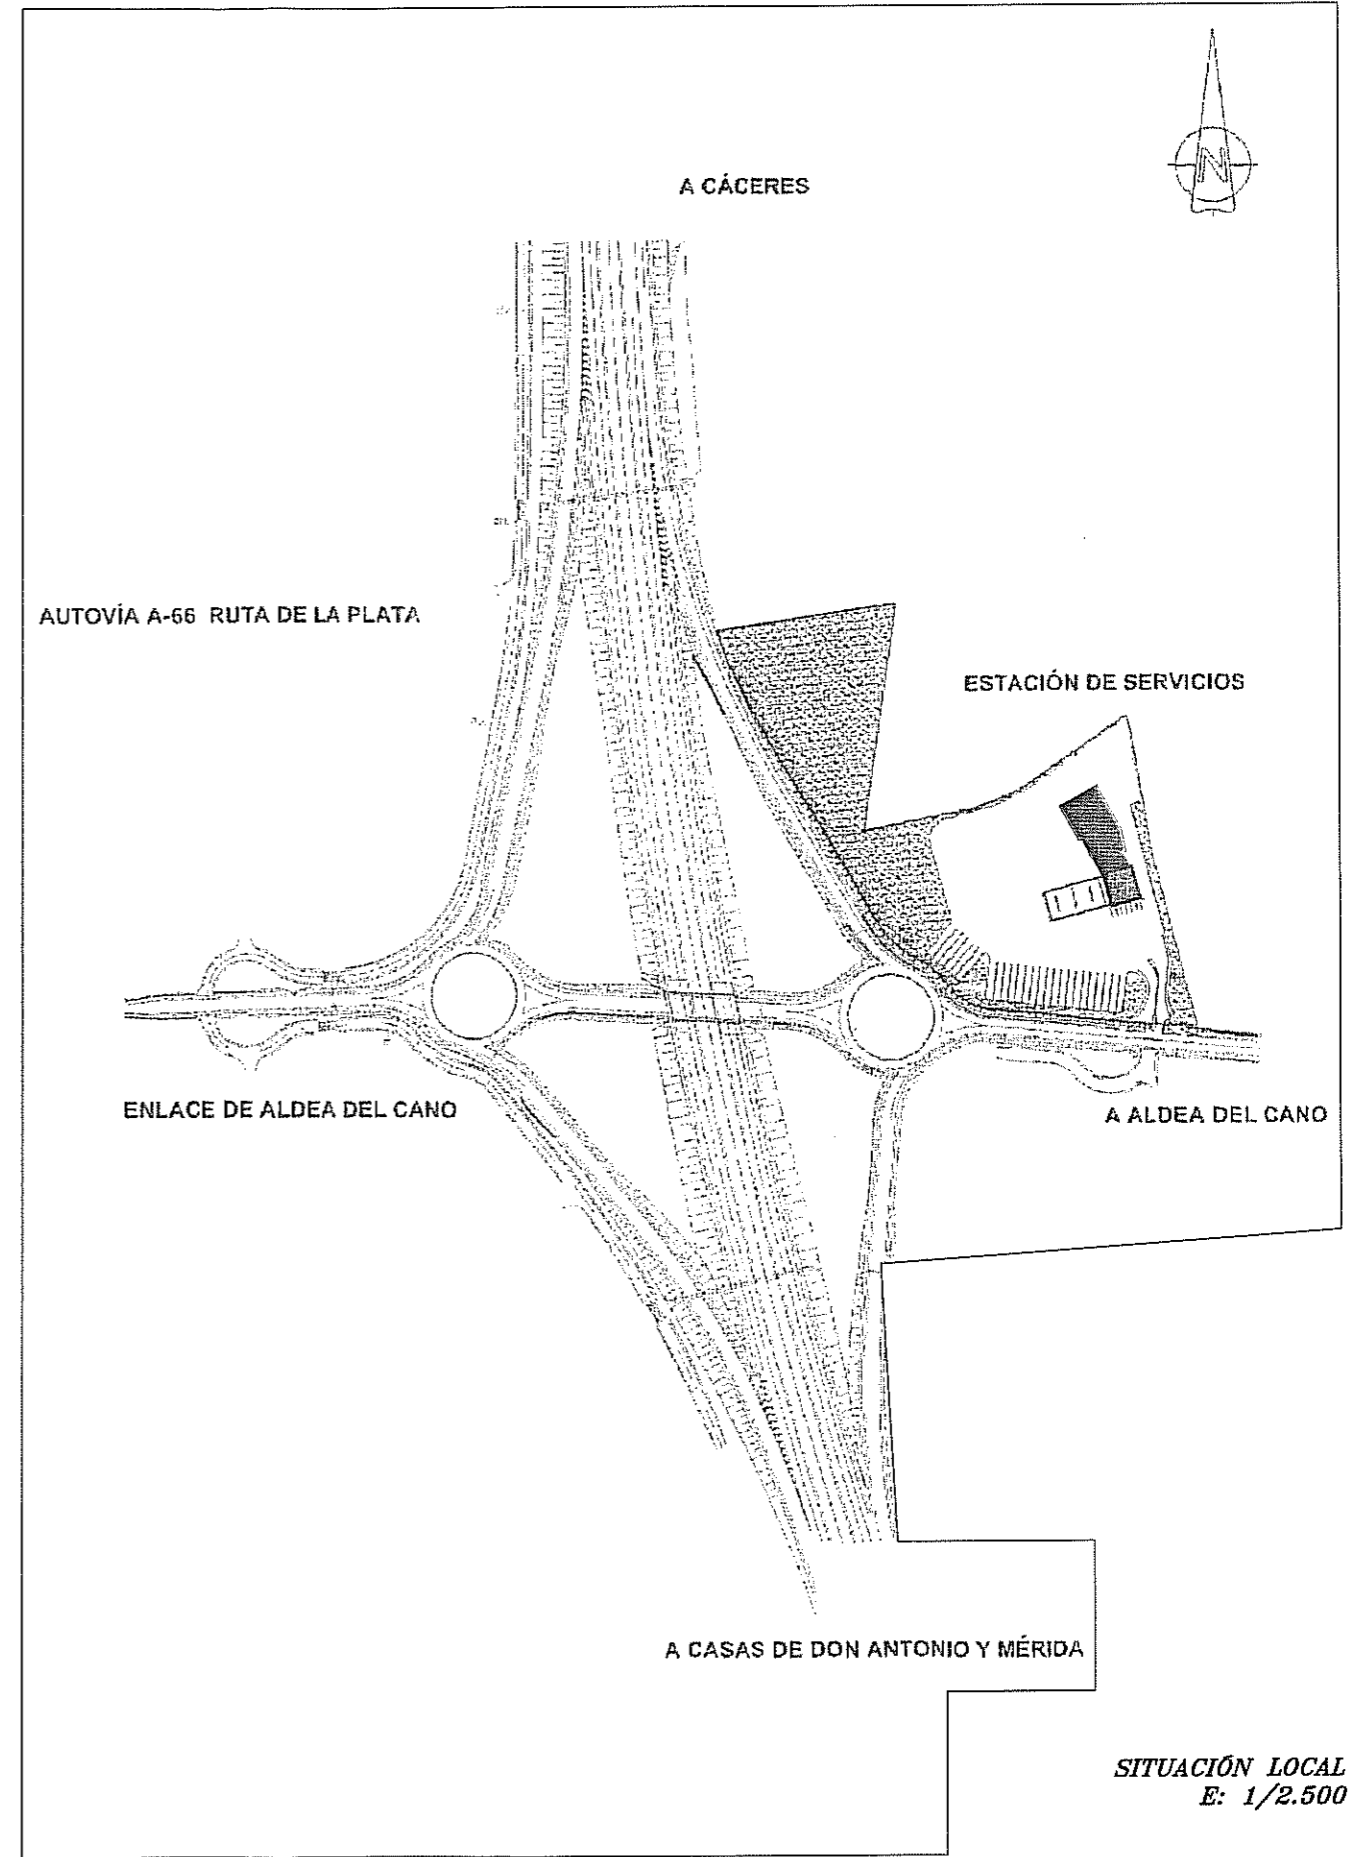 N
A CÁCERES
AUTOVÍA A-66 RUTA DE LA PLATA
ESTACIÓN DE SERVICIOS
ENLACE DE ALDEA DEL CANO
A ALDEA DEL CANO
A CASAS DE DON ANTONIO Y MÉRIDA
SITUACIÓN LOCAL
E: 1/2.500